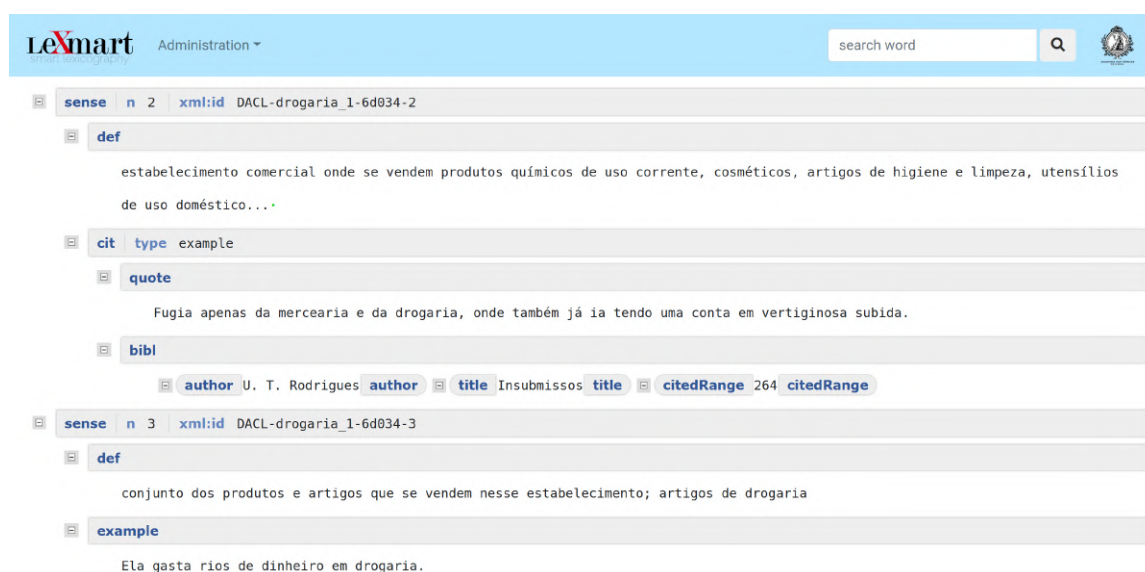 LeXmart Administration search word
smart lexicography
sense n 2 xml:id DACL-drogaria_1-6d034-2
def
estabelecimento comercial onde se vendem produtos químicos de uso corrente, cosméticos, artigos de higiene e limpeza, utensílios
de uso doméstico...
cit type example
quote
Fugia apenas da mercearia e da drogaria, onde também já ia tendo uma conta em vertiginosa subida.
bibl
author U. T. Rodrigues author title Insubmissos title citedRange 264 citedRange
sense n 3 xml:id DACL-drogaria_1-6d034-3
def
conjunto dos produtos e artigos que se vendem nesse estabelecimento; artigos de drogaria
example
Ela gasta rios de dinheiro em drogaria.